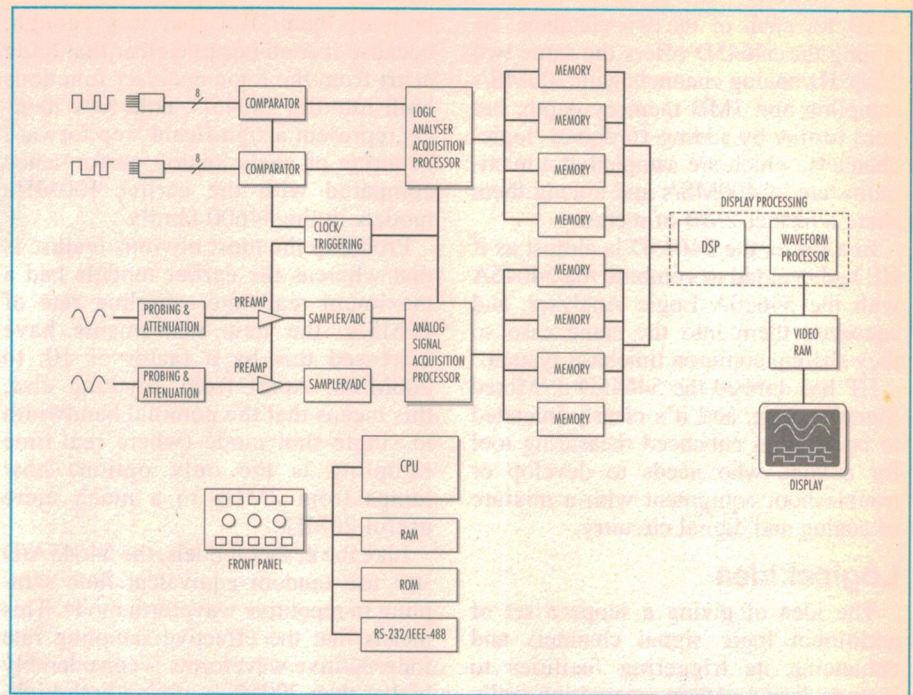 8
COMPARATOR
LOGIC
ANALYSER
ACQUISITION
PROCESSOR
MEMORY
MEMORY
8
COMPARATOR
MEMORY
MEMORY
CLOCK/
TRIGGERING
DISPLAY PROCESSING
DSP
WAVEFORM
PROCESSOR
PROBING &
ATTENUATION
PREAMP
SAMPLER/ADC
ANALOG
SIGNAL
ACQUISITION
PROCESSOR
MEMORY
MEMORY
VIDEO
RAM
PROBING &
ATTENUATION
PREAMP
SAMPLER/ADC
MEMORY
MEMORY
DISPLAY
CPU
FRONT PANEL
RAM
ROM
RS-232/IEEE-488